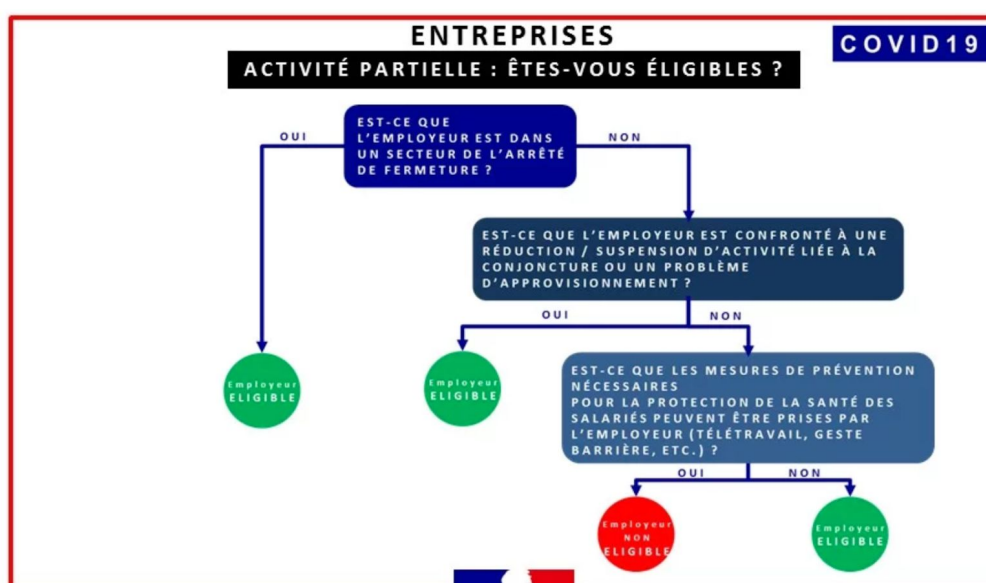 ENTREPRISES
COVID19
ACTIVITÉ PARTIELLE : ÊTES-VOUS ÉLIGIBLES ?
EST-CE QUE
L'EMPLOYEUR EST DANS
UN SECTEUR DE L'ARRÊTÉ
DE FERMETURE ?
OUI
NON
EST-CE QUE L'EMPLOYEUR EST CONFRONTÉ À UNE
RÉDUCTION / SUSPENSION D'ACTIVITÉ LIÉE À LA
CONJONCTURE OU UN PROBLÈME
D'APPROVISIONNEMENT ?
OUI
NON
Employeur
ELIGIBLE
Employeur
ELIGIBLE
EST-CE QUE LES MESURES DE PRÉVENTION
NÉCESSAIRES
POUR LA PROTECTION DE LA SANTÉ DES
SALARIÉS PEUVENT ÊTRE PRISES PAR
L'EMPLOYEUR (TÉLÉTRAVAIL, GESTE
BARRIÈRE, ETC.) ?
OUI
NON
Employeur
NON
ELIGIBLE
Employeur
ELIGIBLE